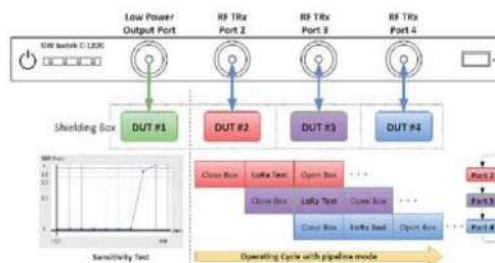 Low Power
Output Port
RF TRx
Port 2
RF TRx
Port 3
RF TRx
Port 4
GW Instek
Shielding Box
DUT #1
DUT #2
DUT #3
DUT #4
Close Box
LoRa Test
Open Box
Port 2
Close Box
LoRa Test
Open Box
Port 3
Close Box
LoRa Test
Open Box
Port 4
Sensitivity Test
Operating Cycle with pipeline mode